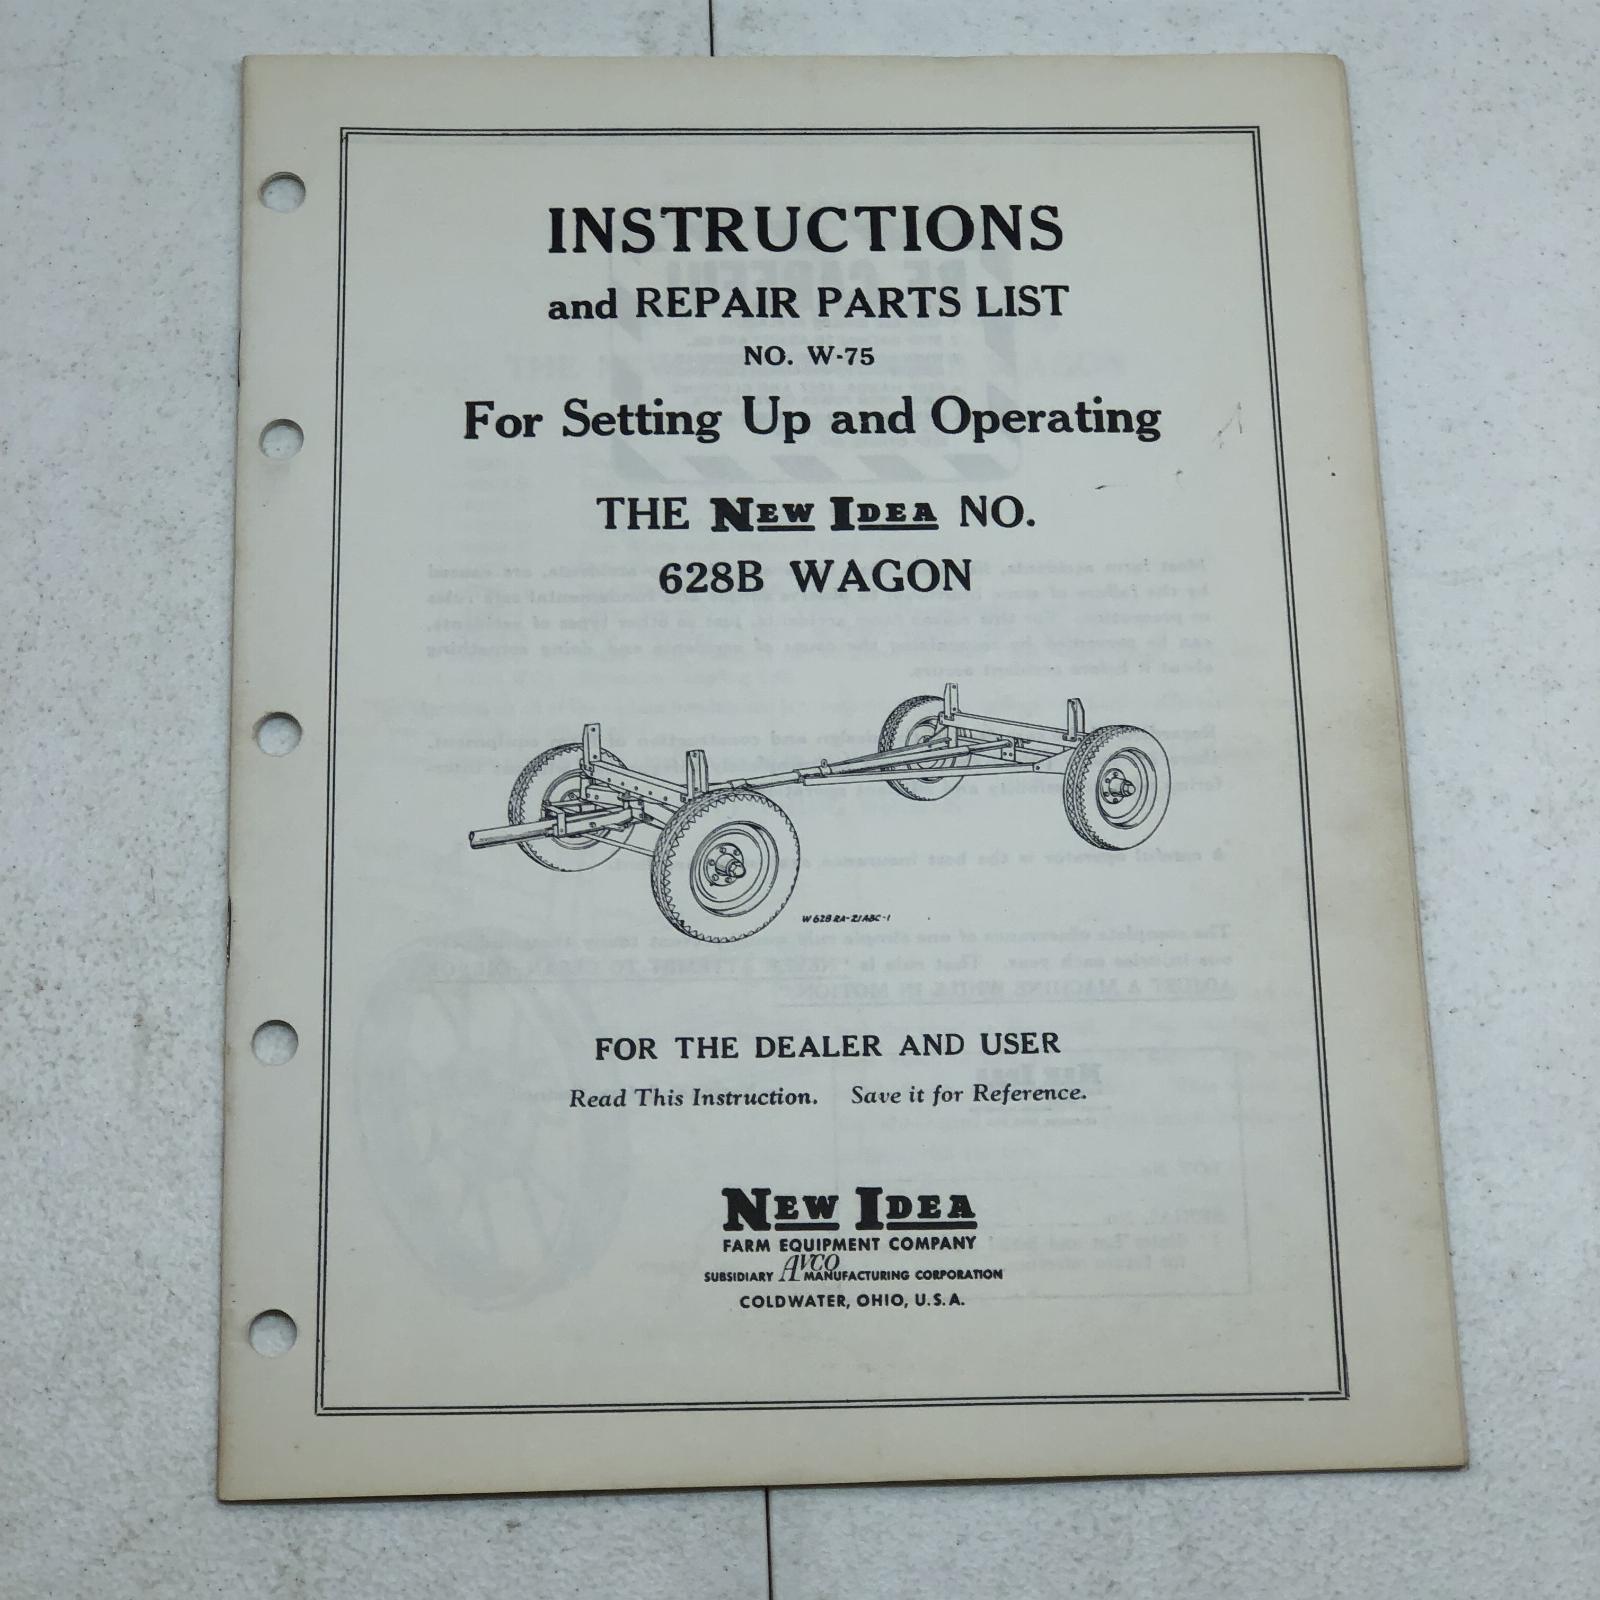 INSTRUCTIONS
and REPAIR PARTS LIST
NO. W-75
For Setting Up and Operating
THE NEW IDEA NO.
628B WAGON
FOR THE DEALER AND USER
Read This Instruction. Save it for Reference.
NEW IDEA
FARM EQUIPMENT COMPANY
SUBSIDIARY AVCO MANUFACTURING CORPORATION
COLDWATER, OHIO, U.S.A.